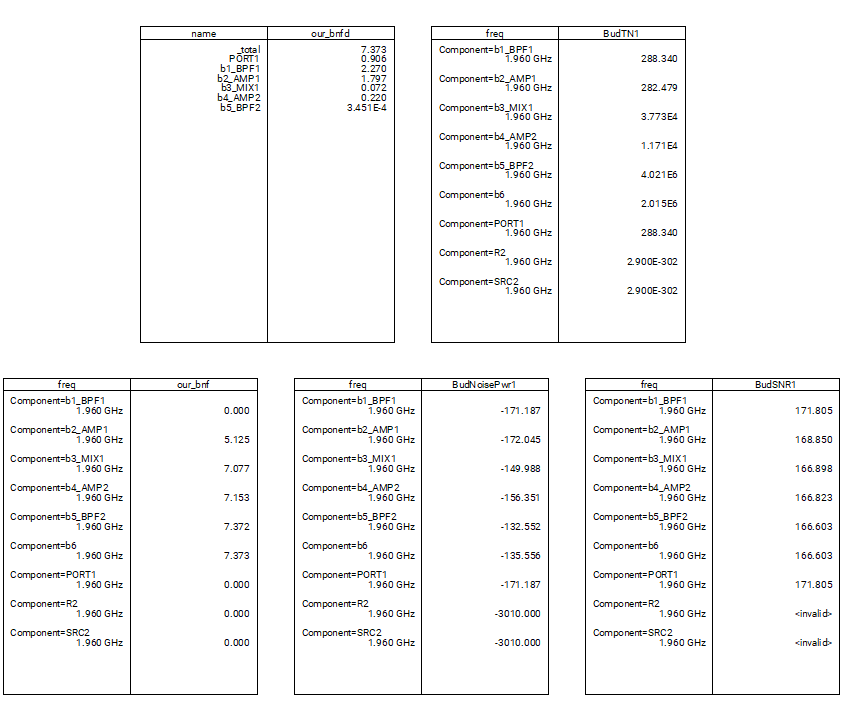 name our_bnfd
_total 7.373
PORT1 0.906
b1_BPF1 2.270
b2_AMP1 1.797
b3_MIX1 0.072
b4_AMP2 0.220
b5_BPF2 3.451E-4
freq BudTN1
Component=b1_BPF1
1.960 GHz 288.340
Component=b2_AMP1
1.960 GHz 282.479
Component=b3_MIX1
1.960 GHz 3.773E4
Component=b4_AMP2
1.960 GHz 1.171E4
Component=b5_BPF2
1.960 GHz 4.021E6
Component=b6
1.960 GHz 2.015E6
Component=PORT1
1.960 GHz 288.340
Component=R2
1.960 GHz 2.900E-302
Component=SRC2
1.960 GHz 2.900E-302
freq our_bnf
Component=b1_BPF1
1.960 GHz 0.000
Component=b2_AMP1
1.960 GHz 5.125
Component=b3_MIX1
1.960 GHz 7.077
Component=b4_AMP2
1.960 GHz 7.153
Component=b5_BPF2
1.960 GHz 7.372
Component=b6
1.960 GHz 7.373
Component=PORT1
1.960 GHz 0.000
Component=R2
1.960 GHz 0.000
Component=SRC2
1.960 GHz 0.000
freq BudNoisePwr1
Component=b1_BPF1
1.960 GHz -171.187
Component=b2_AMP1
1.960 GHz -172.045
Component=b3_MIX1
1.960 GHz -149.988
Component=b4_AMP2
1.960 GHz -156.351
Component=b5_BPF2
1.960 GHz -132.552
Component=b6
1.960 GHz -135.556
Component=PORT1
1.960 GHz -171.187
Component=R2
1.960 GHz -3010.000
Component=SRC2
1.960 GHz -3010.000
freq BudSNR1
Component=b1_BPF1
1.960 GHz 171.805
Component=b2_AMP1
1.960 GHz 168.850
Component=b3_MIX1
1.960 GHz 166.898
Component=b4_AMP2
1.960 GHz 166.823
Component=b5_BPF2
1.960 GHz 166.603
Component=b6
1.960 GHz 166.603
Component=PORT1
1.960 GHz 171.805
Component=R2
1.960 GHz <invalid>
Component=SRC2
1.960 GHz <invalid>